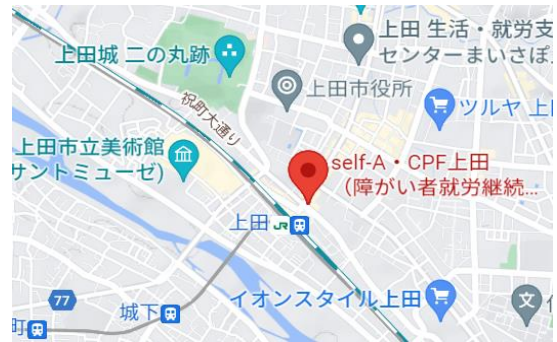 上田 生活・就労支
センターまいさぽ
上田城 二の丸跡
上田市役所
祝町大通り
ツルヤ 上
上田市立美術館
サントミューゼ)
self-A・CPF上田
(障がい者就労継続...
上田
JR
77
城下
イオンスタイル上田
町